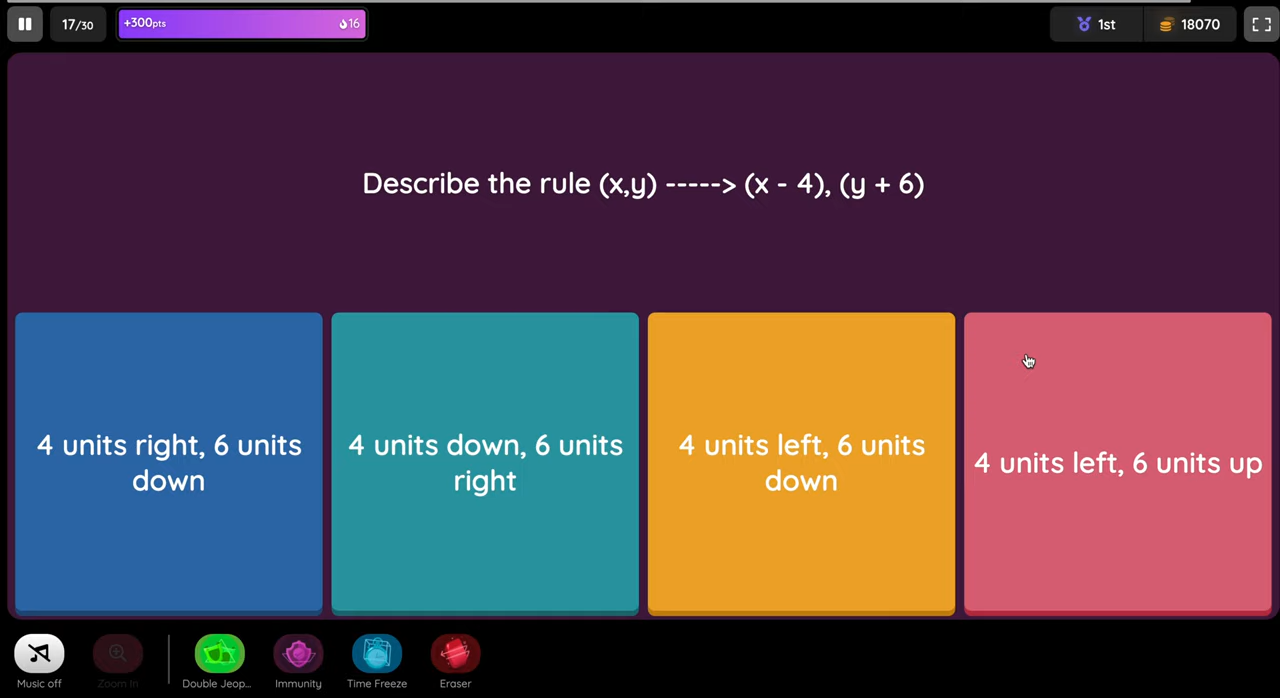 17/30
+300pts
16
1st
18070
Describe the rule (x,y) -----> (x - 4), (y + 6)
4 units right, 6 units
down
4 units down, 6 units
right
4 units left, 6 units
down
4 units left, 6 units up
Music off
Zoom In
Double Jeop...
Immunity
Time Freeze
Eraser